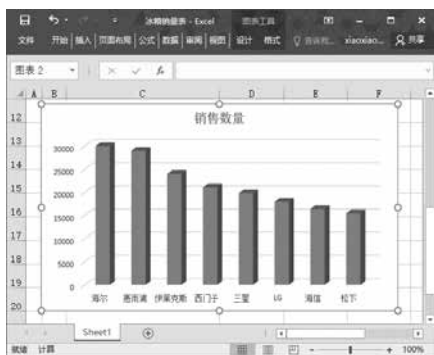 冰箱销量表 - Excel
图表工具
文件 开始 插入 页面布局 公式 数据 审阅 视图 设计 格式 告诉我... xiaoxiao... 共享
图表 2
fx
A B C D E F
12
13
14
15
16
17
18
19
20
销售数量
30000
25000
20000
15000
10000
5000
0
海尔 惠而浦 伊莱克斯 西门子 三星 LG 海信 松下
Sheet1
就绪 计算 100%